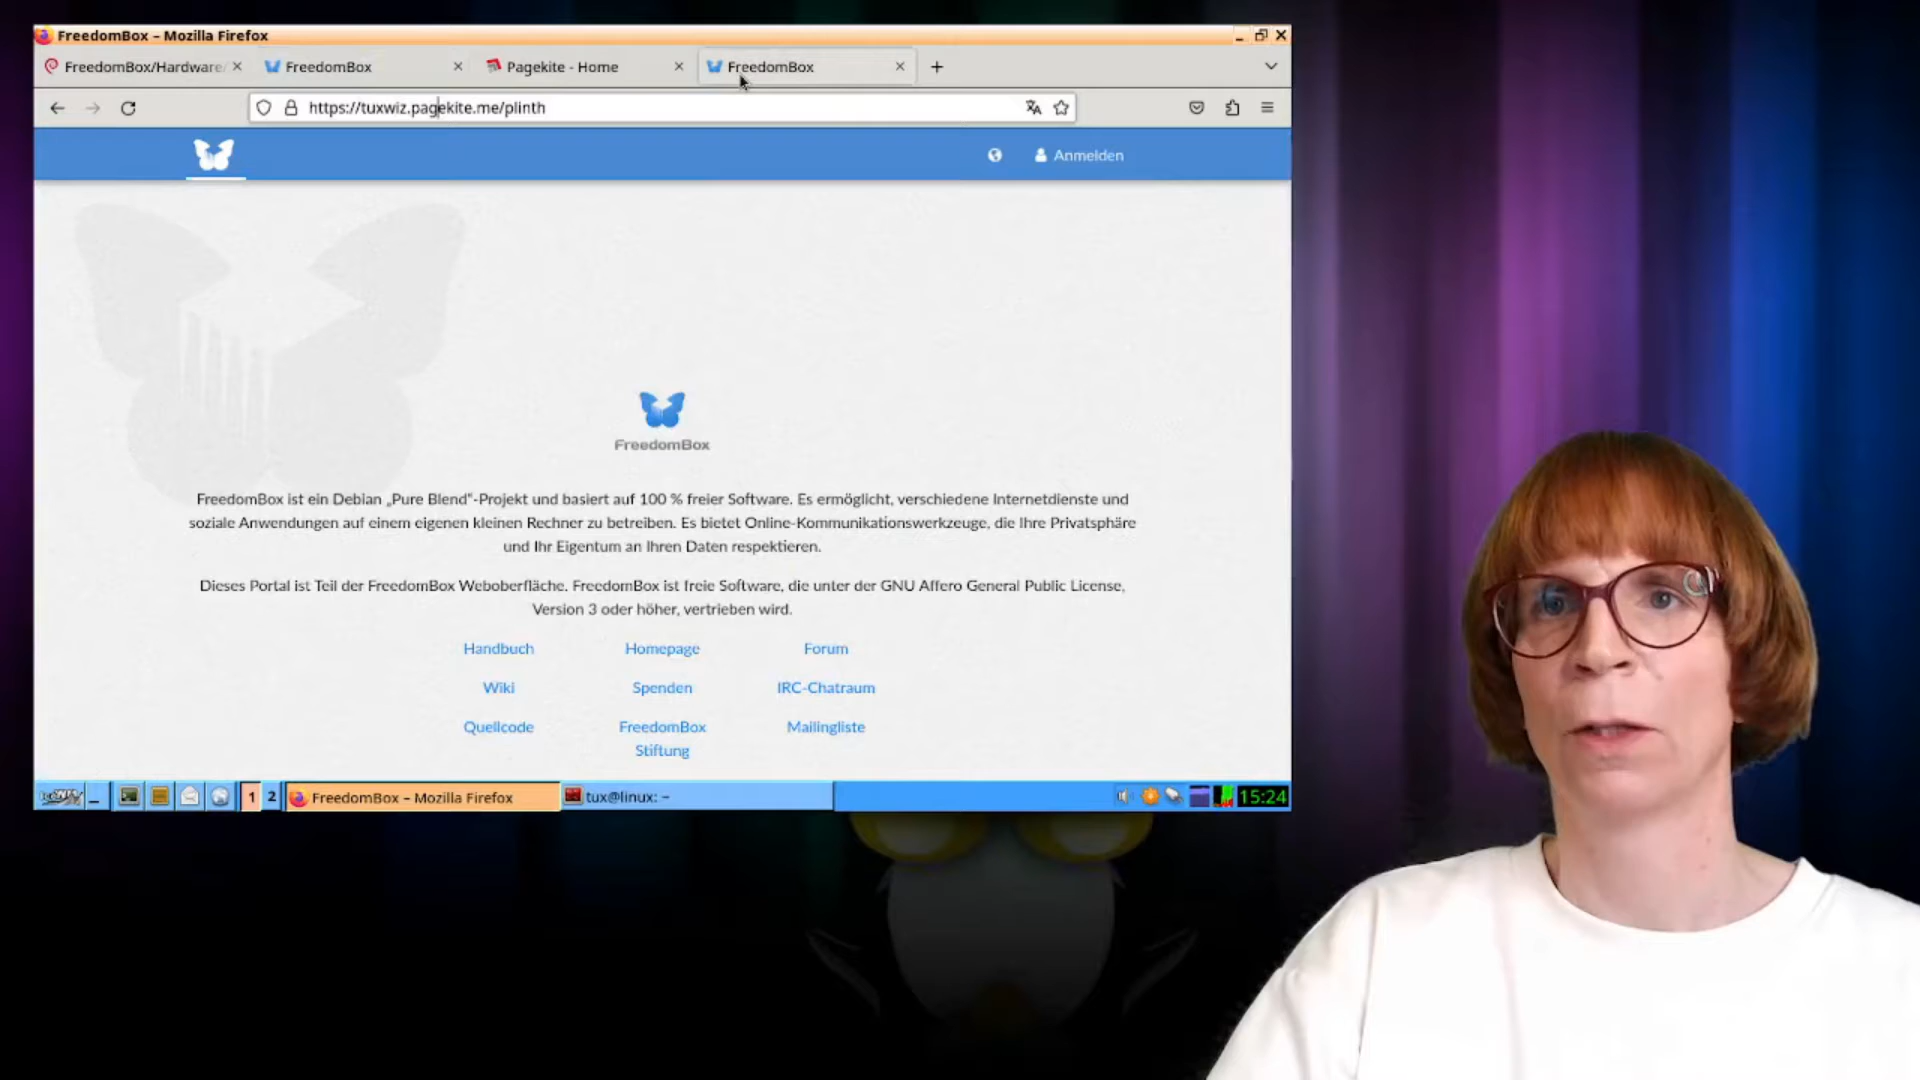 FreedomBox – Mozilla Firefox
FreedomBox/Hardware/
FreedomBox
Pagekite - Home
FreedomBox
https://tuxwiz.pagekite.me/plinth
Anmelden
FreedomBox
FreedomBox ist ein Debian „Pure Blend“-Projekt und basiert auf 100 % freier Software. Es ermöglicht, verschiedene Internetdienste und
soziale Anwendungen auf einem eigenen kleinen Rechner zu betreiben. Es bietet Online-Kommunikationswerkzeuge, die Ihre Privatsphäre
und Ihr Eigentum an Ihren Daten respektieren.
Dieses Portal ist Teil der FreedomBox Weboberfläche. FreedomBox ist freie Software, die unter der GNU Affero General Public License,
Version 3 oder höher, vertrieben wird.
Handbuch Homepage Forum
Wiki Spenden IRC-Chatraum
Quellcode FreedomBox Mailingliste
Stiftung
1 2 FreedomBox – Mozilla Firefox tux@linux: ~ 15:24